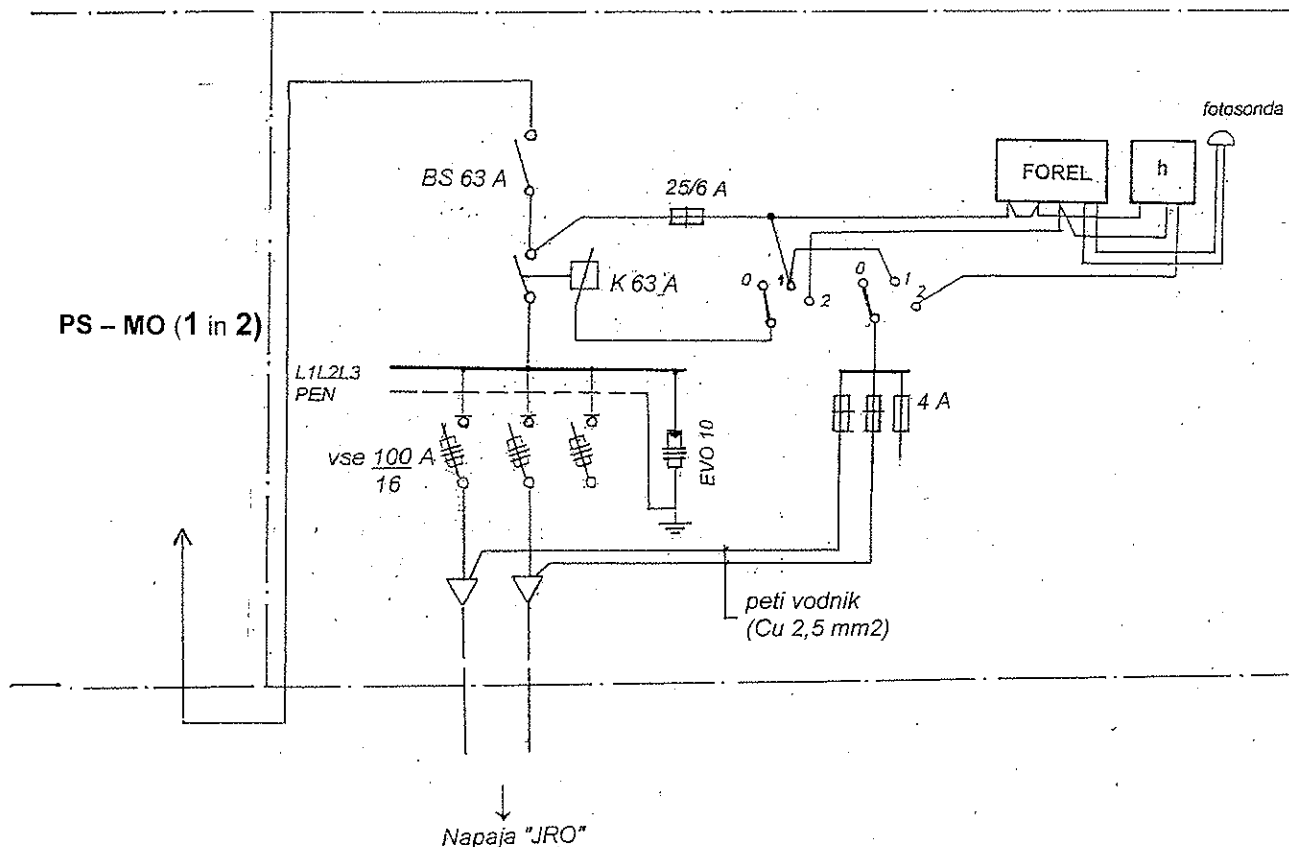 fotosonda
FOREL
h
BS 63 A
25/6 A
K 63 A
0
1
2
0
1
2
PS – MO (1 in 2)
L1L2L3
PEN
4 A
vse 100 A
16
EVO 10
peti vodnik
(Cu 2,5 mm2)
Napaja "JRO"